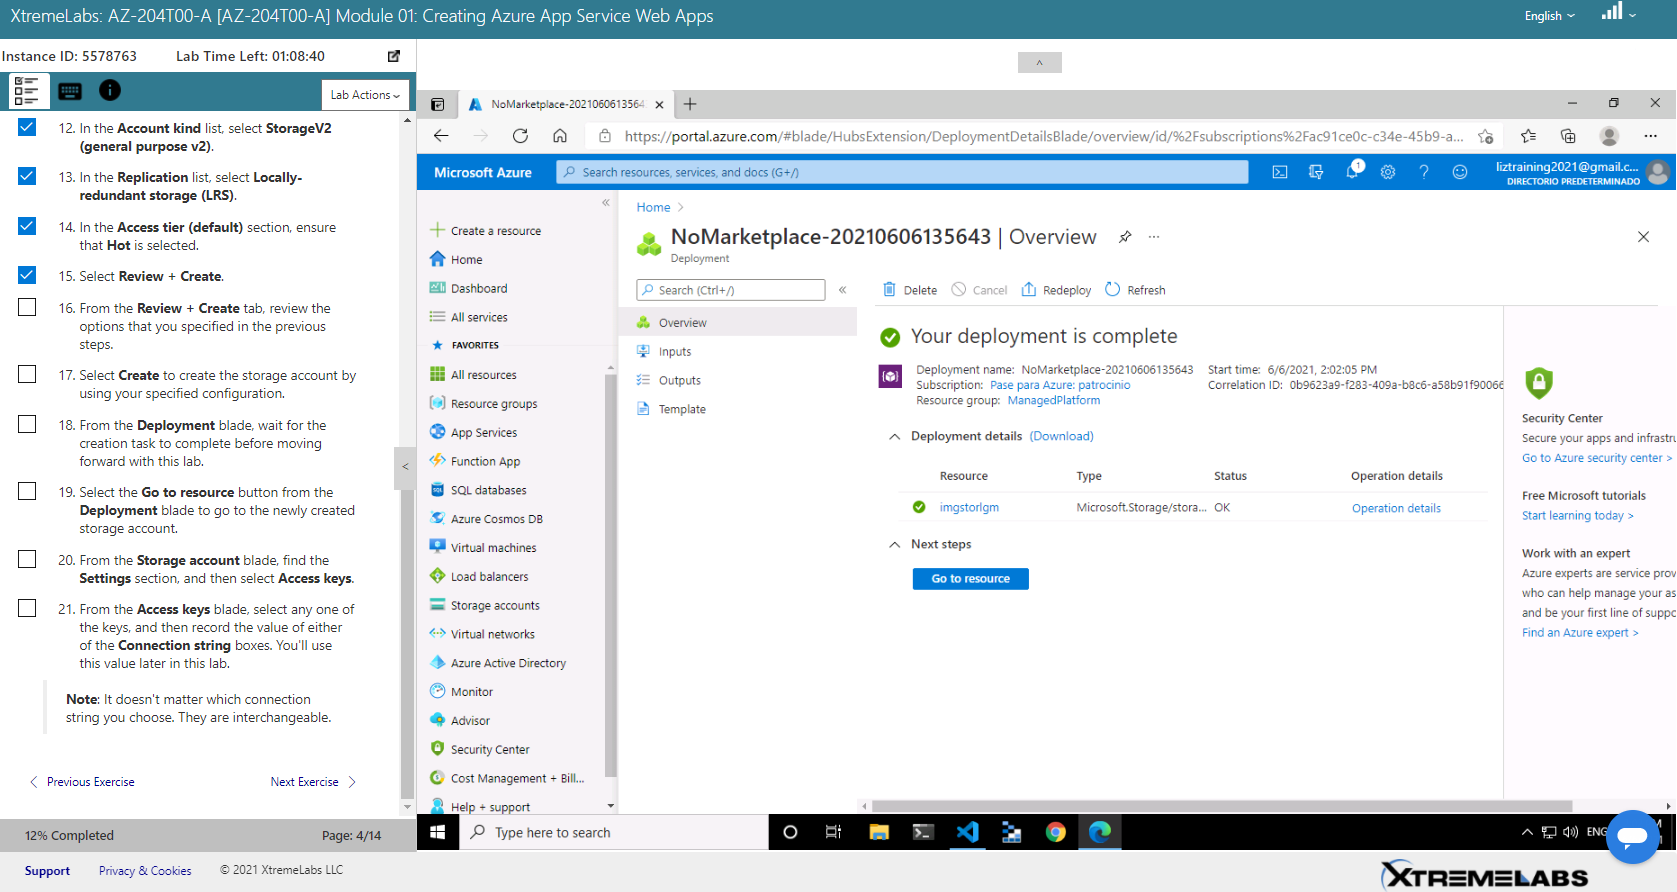 XtremeLabs: AZ-204T00-A [AZ-204T00-A] Module 01: Creating Azure App Service Web Apps
English
Instance ID: 5578763
Lab Time Left: 01:08:40
Lab Actions
12. In the Account kind list, select StorageV2
(general purpose v2).
13. In the Replication list, select Locally-
redundant storage (LRS).
14. In the Access tier (default) section, ensure
that Hot is selected.
15. Select Review + Create.
16. From the Review + Create tab, review the
options that you specified in the previous
steps.
17. Select Create to create the storage account by
using your specified configuration.
18. From the Deployment blade, wait for the
creation task to complete before moving
forward with this lab.
19. Select the Go to resource button from the
Deployment blade to go to the newly created
storage account.
20. From the Storage account blade, find the
Settings section, and then select Access keys.
21. From the Access keys blade, select any one of
the keys, and then record the value of either
of the Connection string boxes. You'll use
this value later in this lab.
Note: It doesn't matter which connection
string you choose. They are interchangeable.
Previous Exercise
Next Exercise
12% Completed
Page: 4/14
Support
Privacy & Cookies
© 2021 XtremeLabs LLC
XTREMELABS
NoMarketplace-2021060613564
https://portal.azure.com/#blade/HubsExtension/DeploymentDetailsBlade/overview/id/%2Fsubscriptions%2Fac91ce0c-c34e-45b9-a...
Microsoft Azure
Search resources, services, and docs (G+/)
1
liztraining2021@gmail.c...
DIRECTORIO PREDETERMINADO
Create a resource
Home
Dashboard
All services
FAVORITES
All resources
Resource groups
App Services
Function App
SQL databases
Azure Cosmos DB
Virtual machines
Load balancers
Storage accounts
Virtual networks
Azure Active Directory
Monitor
Advisor
Security Center
Cost Management + Bill...
Help + support
Home >
NoMarketplace-20210606135643 | Overview
Deployment
Search (Ctrl+/)
Overview
Inputs
Outputs
Template
Delete
Cancel
Redeploy
Refresh
Your deployment is complete
Deployment name: NoMarketplace-20210606135643
Subscription: Pase para Azure: patrocinio
Resource group: ManagedPlatform
Start time: 6/6/2021, 2:02:05 PM
Correlation ID: 0b9623a9-f283-409a-b8c6-a58b91f90066
Deployment details (Download)
Resource Type Status Operation details
imgstorlgm Microsoft.Storage/stora... OK Operation details
Next steps
Go to resource
Security Center
Secure your apps and infrastru
Go to Azure security center >
Free Microsoft tutorials
Start learning today >
Work with an expert
Azure experts are service prov
who can help manage your as
and be your first line of suppo
Find an Azure expert >
Type here to search
ENG